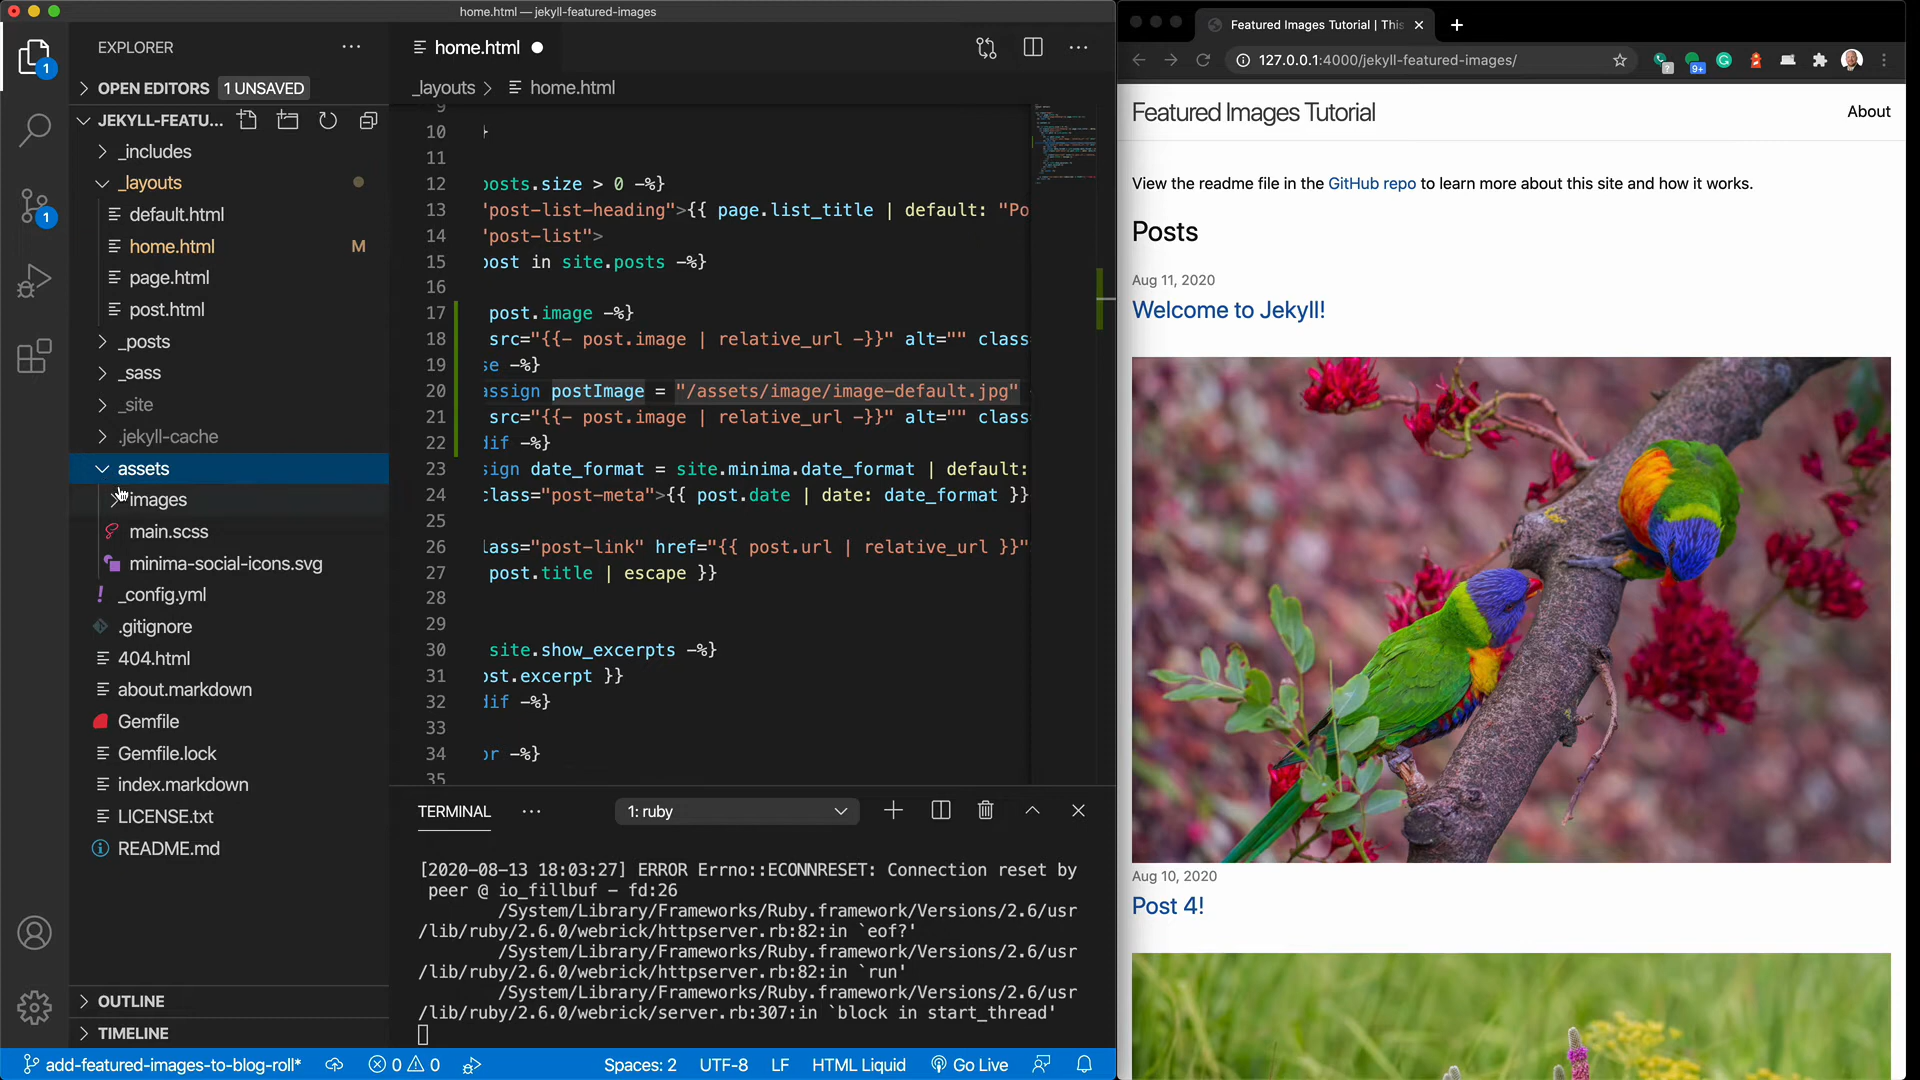 home.html — jekyll-featured-images
EXPLORER
OPEN EDITORS 1 UNSAVED
JEKYLL-FEATU...
_includes
_layouts
default.html
home.html M
page.html
post.html
_posts
_sass
_site
.jekyll-cache
assets
images
main.scss
minima-social-icons.svg
_config.yml
.gitignore
404.html
about.markdown
Gemfile
Gemfile.lock
index.markdown
LICENSE.txt
README.md
OUTLINE
TIMELINE
1
1
home.html
_layouts > home.html
9
10
11
12 posts.size > 0 -%}
13 "post-list-heading">{{ page.list_title | default: "Po
14 "post-list">
15 post in site.posts -%}
16
17 post.image -%}
18 src="{{- post.image | relative_url -}}" alt="" class
19 se -%}
20 assign postImage = "/assets/image/image-default.jpg"
21 src="{{- post.image | relative_url -}}" alt="" class
22 dif -%}
23 sign date_format = site.minima.date_format | default:
24 class="post-meta">{{ post.date | date: date_format }}
25
26 lass="post-link" href="{{ post.url | relative_url }}"
27 post.title | escape }}
28
29
30 site.show_excerpts -%}
31 ost.excerpt }}
32 dif -%}
33
34 or -%}
35
TERMINAL 1: ruby
[2020-08-13 18:03:27] ERROR Errno::ECONNRESET: Connection reset by
peer @ io_fillbuf - fd:26
/System/Library/Frameworks/Ruby.framework/Versions/2.6/usr
/lib/ruby/2.6.0/webrick/httpserver.rb:82:in `eof?'
/System/Library/Frameworks/Ruby.framework/Versions/2.6/usr
/lib/ruby/2.6.0/webrick/httpserver.rb:82:in `run'
/System/Library/Frameworks/Ruby.framework/Versions/2.6/usr
/lib/ruby/2.6.0/webrick/server.rb:307:in `block in start_thread'
add-featured-images-to-blog-roll* 0 0 Spaces: 2 UTF-8 LF HTML Liquid Go Live
Featured Images Tutorial | This
127.0.0.1:4000/jekyll-featured-images/
? 9+
Featured Images Tutorial About
View the readme file in the GitHub repo to learn more about this site and how it works.
Posts
Aug 11, 2020
Welcome to Jekyll!
Aug 10, 2020
Post 4!